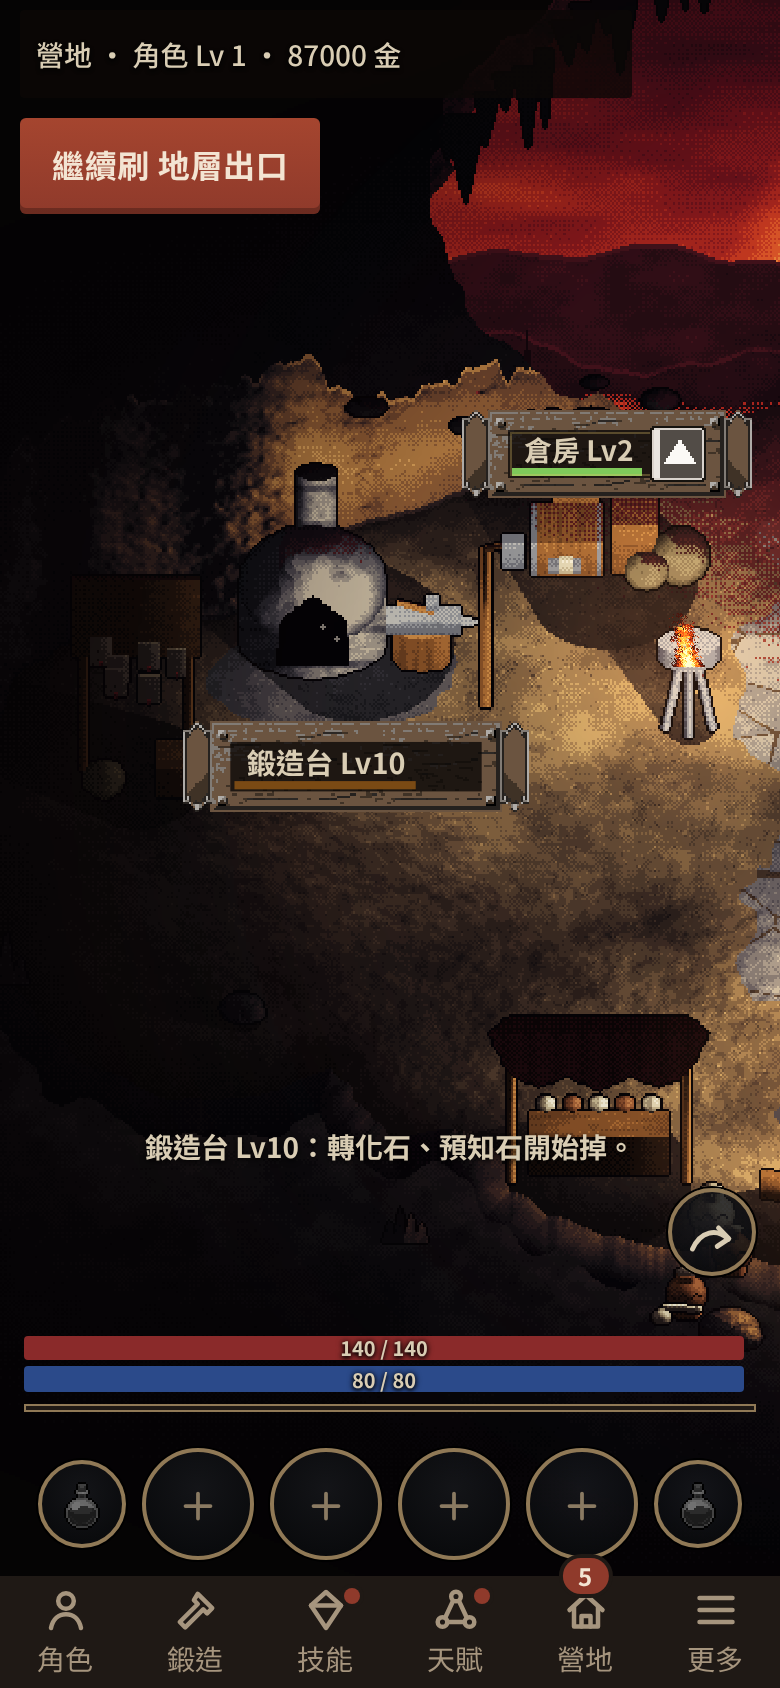 營地 · 角色 Lv 1 · 87000 金
繼續刷 地層出口
倉房 Lv2
鍛造台 Lv10
鍛造台 Lv10：轉化石、預知石開始掉。
140 / 140
80 / 80
5
角色
鍛造
技能
天賦
營地
更多